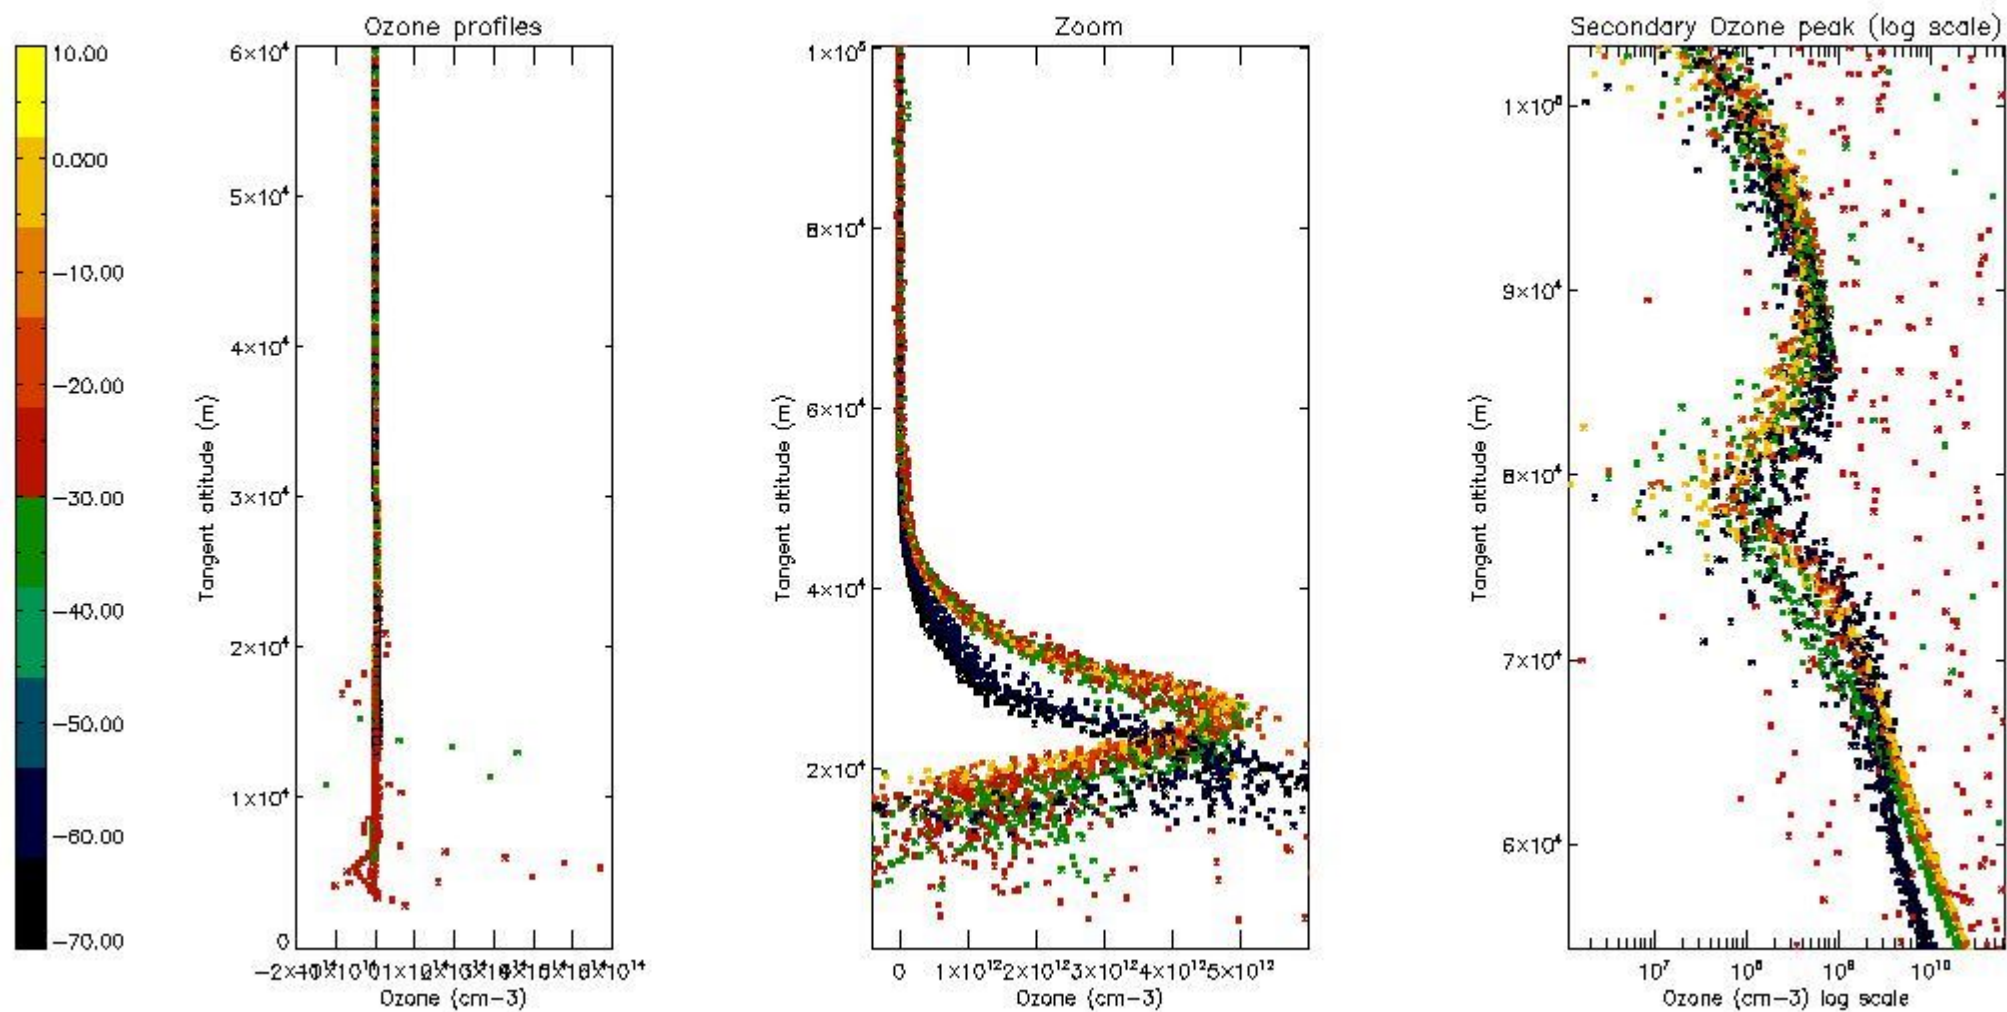 Ozone profiles
Zoom
Secondary Ozone peak (log scale)
10.00
0.000
−10.00
−20.00
−30.00
−40.00
−50.00
−60.00
−70.00
6×10⁴
5×10⁴
4×10⁴
3×10⁴
2×10⁴
1×10⁴
0
Tangent altitude (m)
Ozone (cm−3)
1×10⁵
8×10⁴
6×10⁴
4×10⁴
2×10⁴
Tangent altitude (m)
0 1×10¹² 2×10¹² 3×10¹² 4×10¹² 5×10¹²
Ozone (cm−3)
1×10⁵
9×10⁴
8×10⁴
7×10⁴
6×10⁴
Tangent altitude (m)
10⁷ 10⁸ 10⁹ 10¹⁰
Ozone (cm−3) log scale